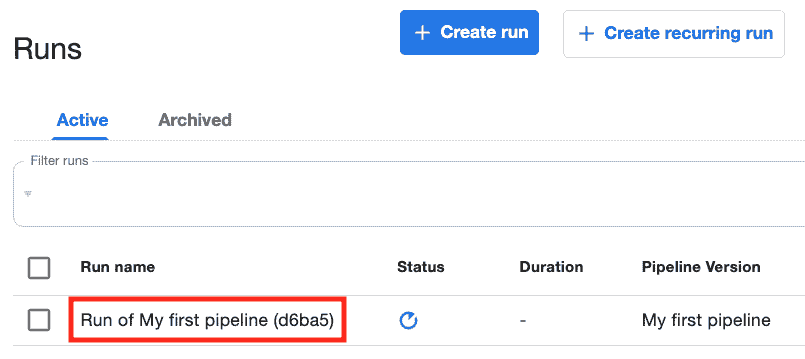 Runs
+ Create run
+ Create recurring run
Active Archived
Filter runs
Run name Status Duration Pipeline Version
Run of My first pipeline (d6ba5) - My first pipeline